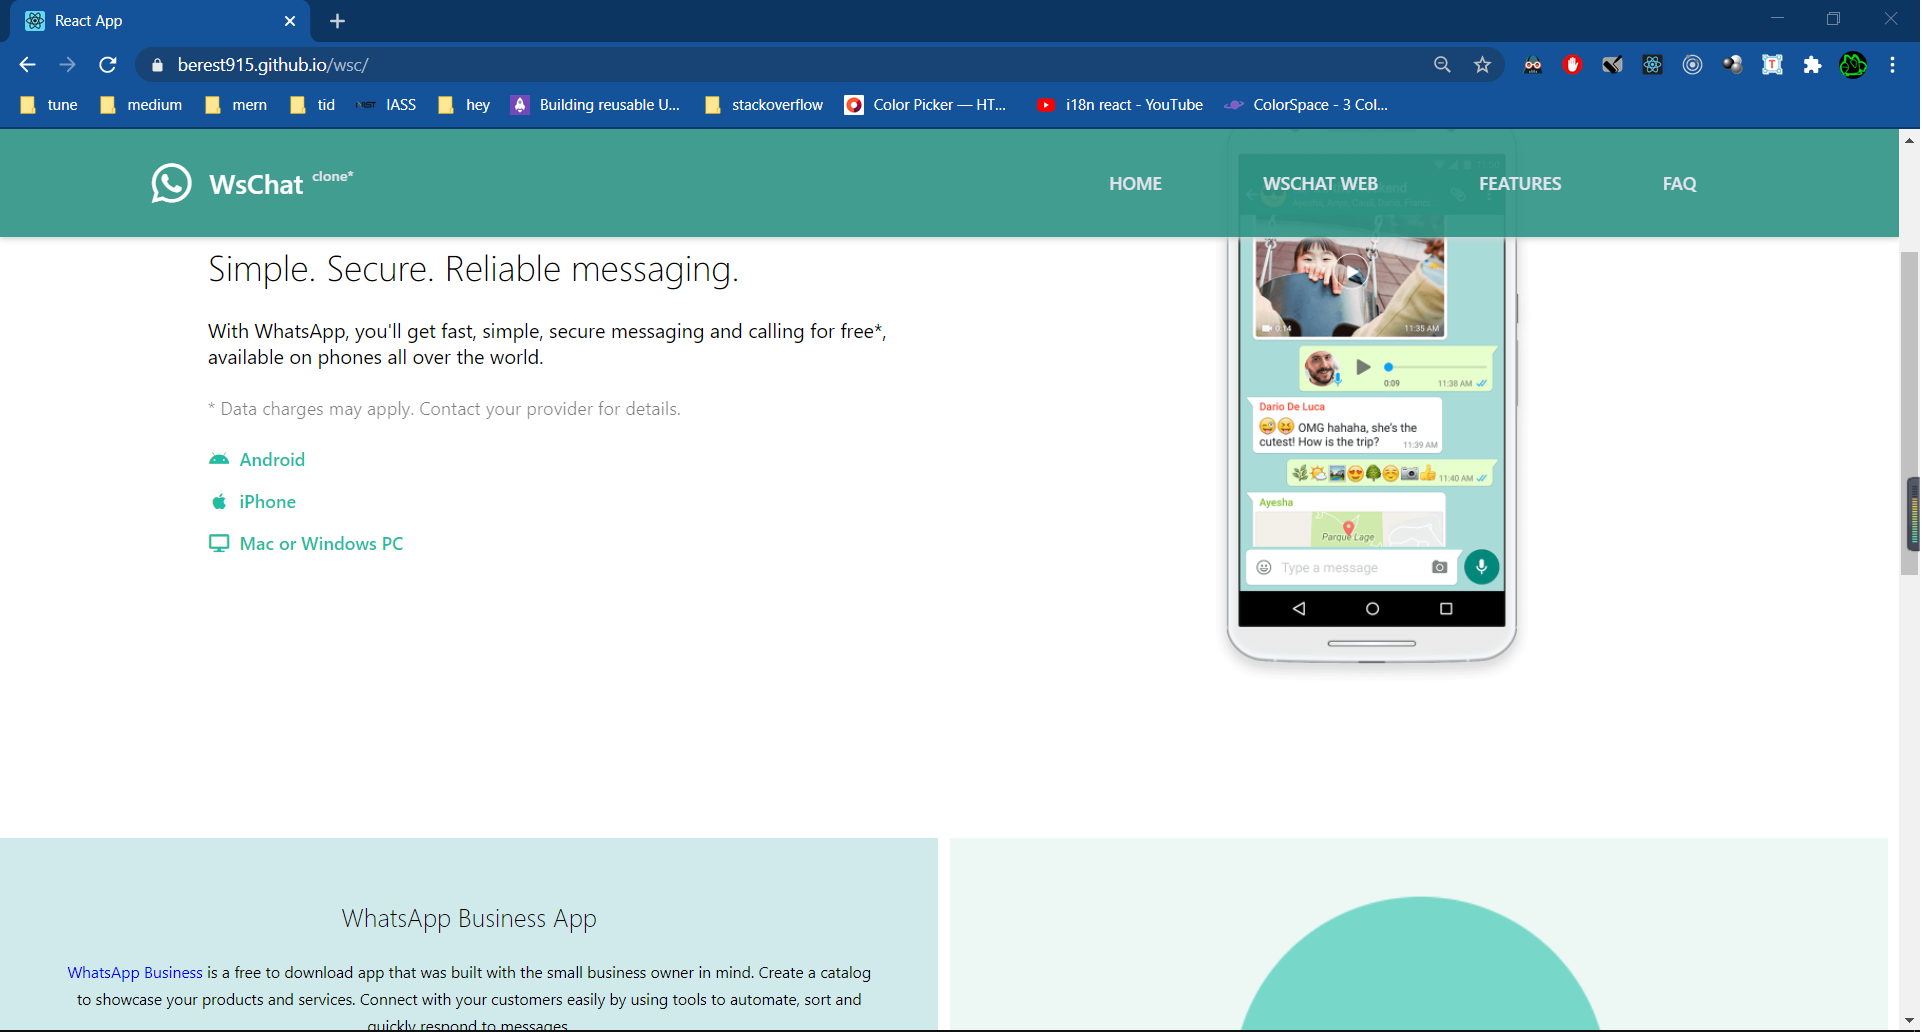 React App
berest915.github.io/wsc/
tune
medium
mern
tid
IASS
hey
Building reusable U...
stackoverflow
Color Picker — HT...
i18n react - YouTube
ColorSpace - 3 Col...
WsChat clone*
HOME
WSCHAT WEB
FEATURES
FAQ
Simple. Secure. Reliable messaging.
With WhatsApp, you'll get fast, simple, secure messaging and calling for free*,
available on phones all over the world.
* Data charges may apply. Contact your provider for details.
Android
iPhone
Mac or Windows PC
0:14
11:35 AM
0:09
11:38 AM
Dario De Luca
OMG hahaha, she's the
cutest! How is the trip?
11:39 AM
11:40 AM
Ayesha
Parque Lage
Type a message
WhatsApp Business App
WhatsApp Business is a free to download app that was built with the small business owner in mind. Create a catalog
to showcase your products and services. Connect with your customers easily by using tools to automate, sort and
quickly respond to messages